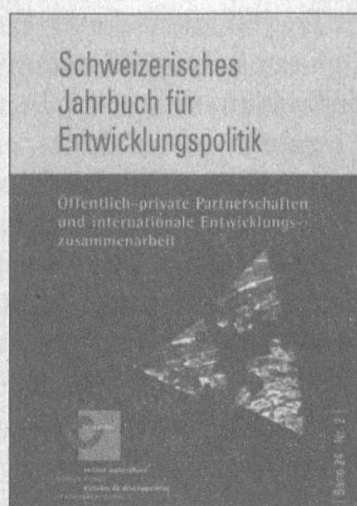 Schweizerisches
Jahrbuch für
Entwicklungspolitik
Öffentlich-private Partnerschaften
und internationale Entwicklungs-
zusammenarbeit
Band 24 Nr. 2